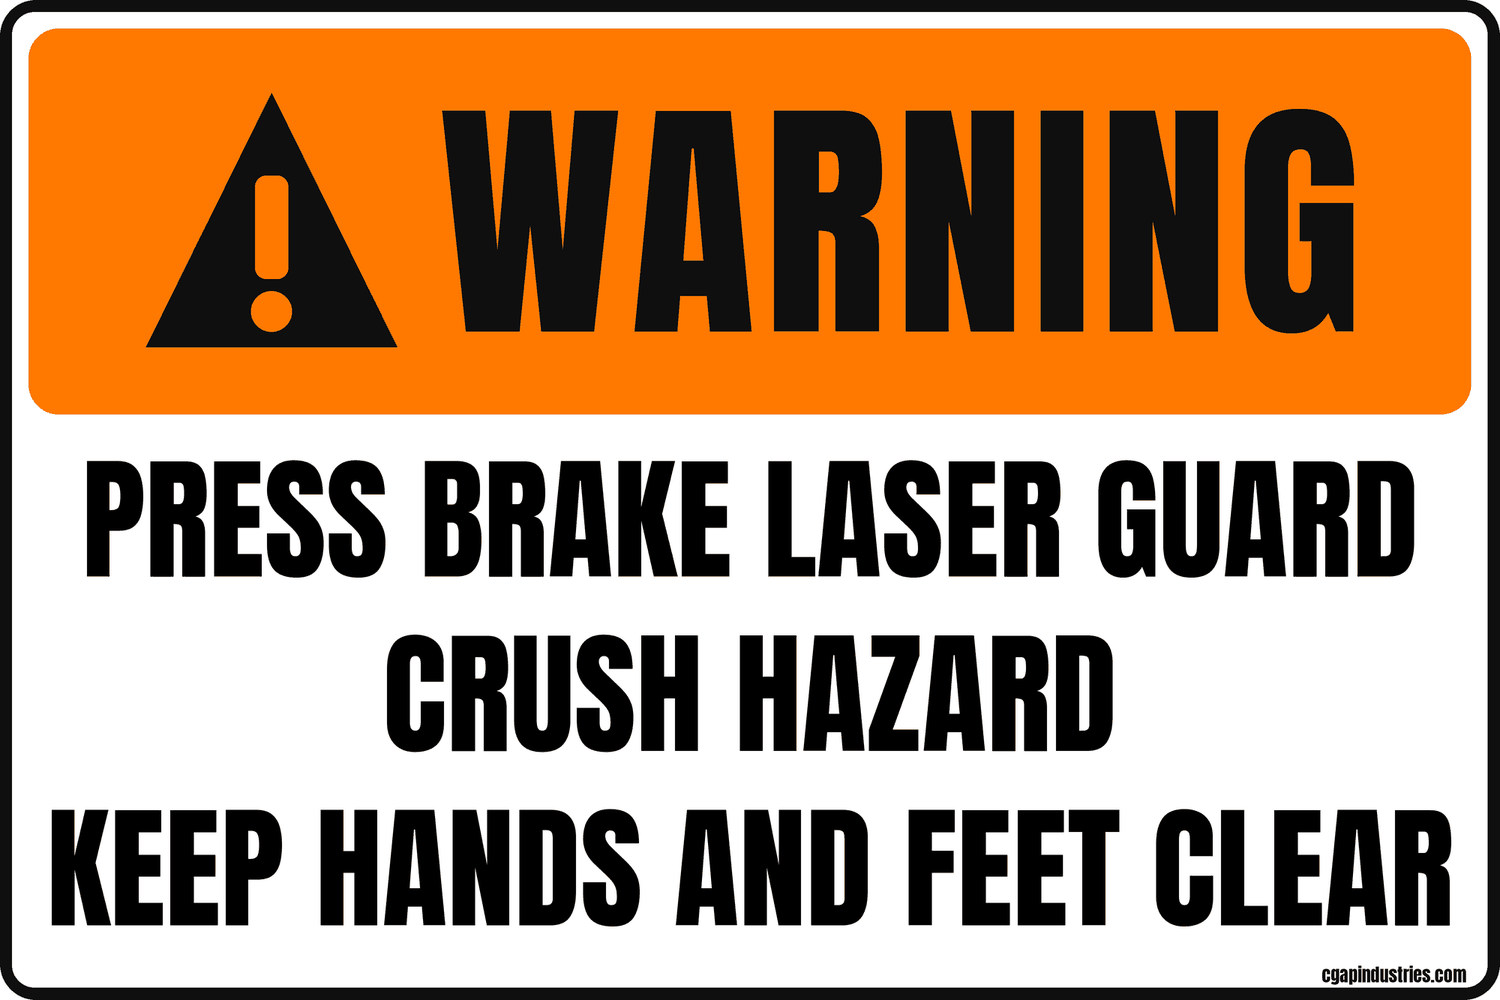 WARNING
PRESS BRAKE LASER GUARD
CRUSH HAZARD
KEEP HANDS AND FEET CLEAR
cgapindustries.com